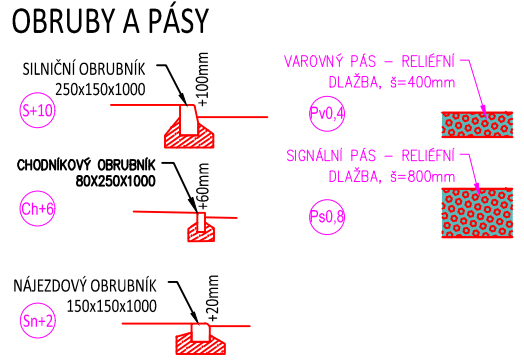 OBRUBY A PÁSY
SILNIČNÍ OBRUBNÍK
250x150x1000
S+10
+100mm
CHODNÍKOVÝ OBRUBNÍK
80X250X1000
Ch+6
+60mm
NÁJEZDOVÝ OBRUBNÍK
150x150x1000
Sn+2
+20mm
VAROVNÝ PÁS – RELIÉFNÍ
DLAŽBA, š=400mm
Pv0,4
SIGNÁLNÍ PÁS – RELIÉFNÍ
DLAŽBA, š=800mm
Ps0,8